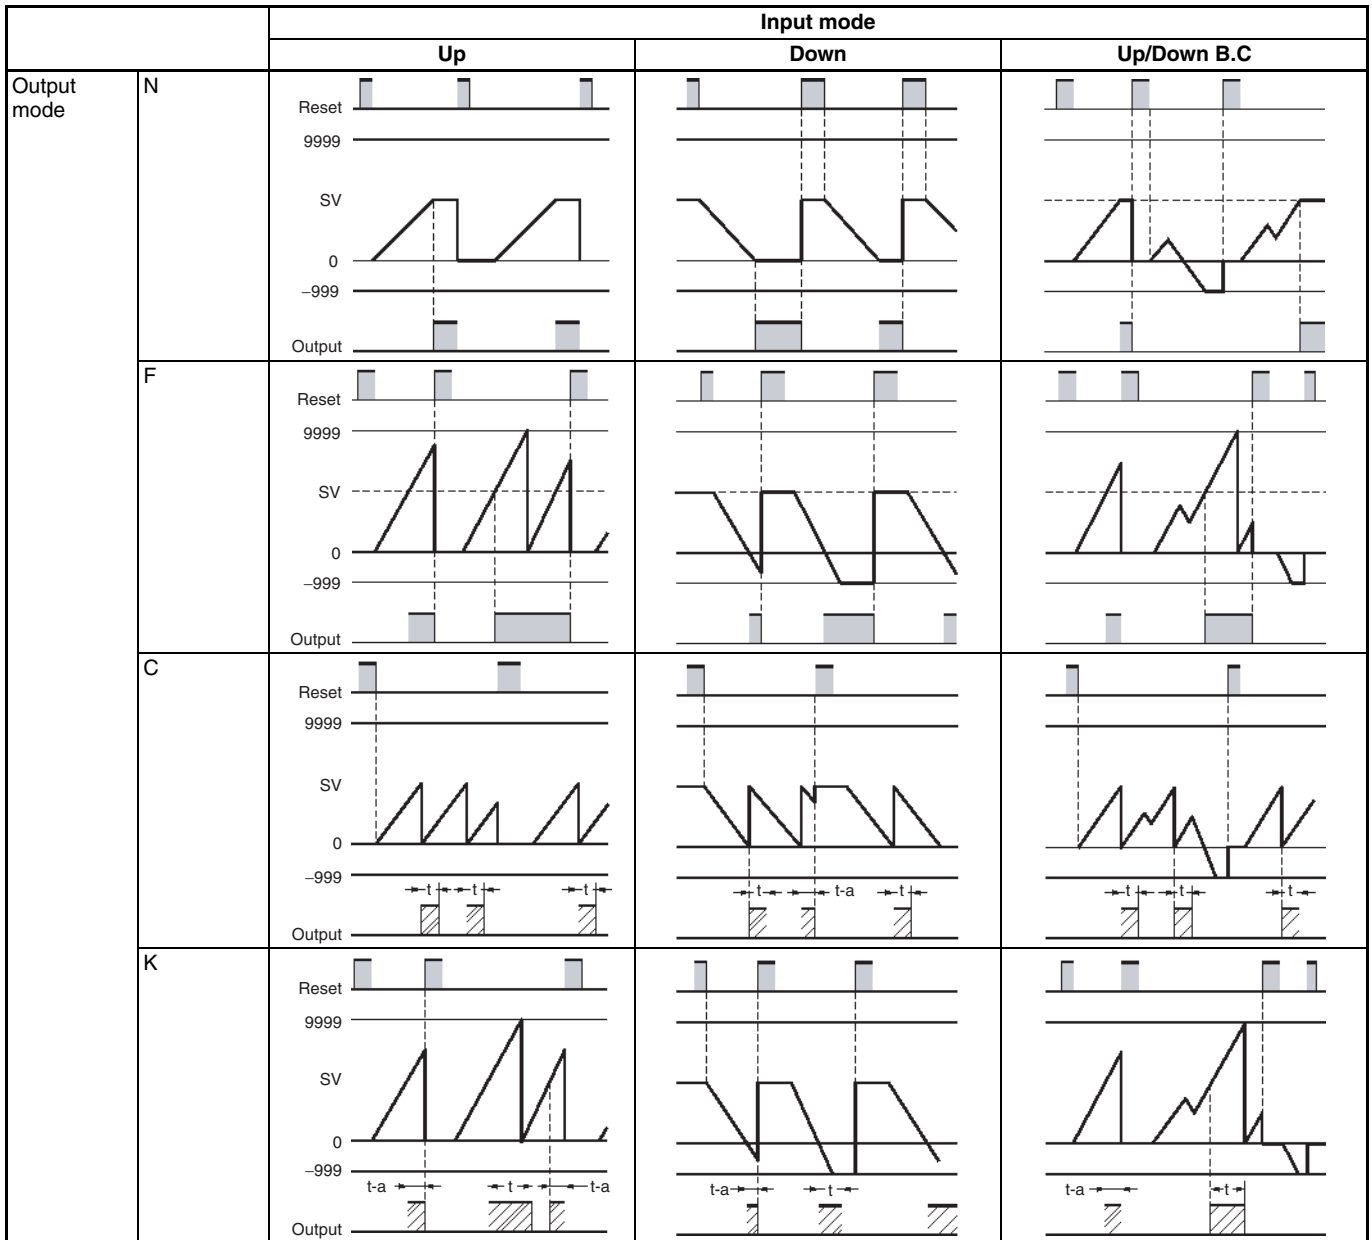 Input mode
Up Down Up/Down B.C
Output mode
N
Reset
9999
SV
0
−999
Output
F
Reset
9999
SV
0
−999
Output
C
Reset
9999
SV
0
−999
t t t
t t-a t
t t t
Output
K
Reset
9999
SV
0
−999
t-a t t-a
t-a t
t-a t
Output